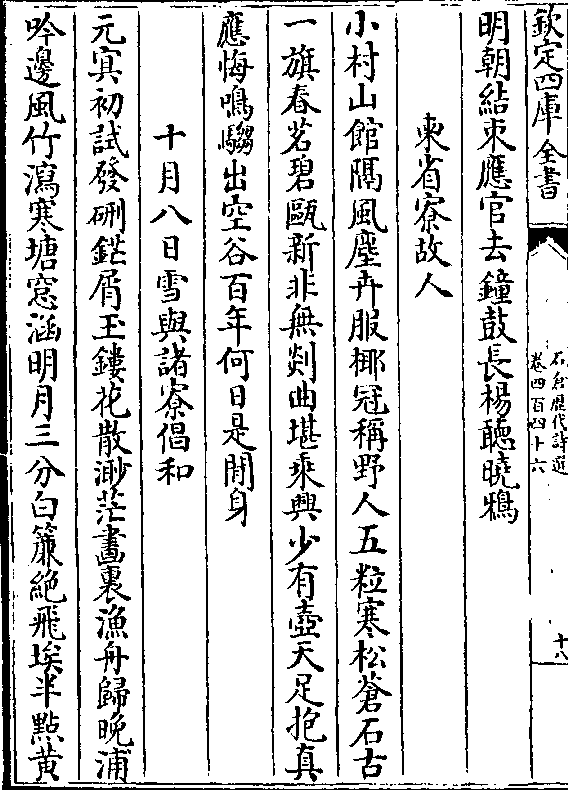 欽定四庫全書
石倉歷代詩選
卷四百四十六
十八
明朝結束應官去鐘鼓長楊聽曉鴉
柬省寮故人
小村山館隔風塵卉服椰冠稱野人五粒寒松蒼石古
一旗春茗碧甌新非無剡曲堪乘興少有壺天足抱真
應悔鳴騶出空谷百年何日是閒身
十月八日雪與諸寮倡和
元冥初試發硎鋩屑玉鏤花散渺茫畫裏漁舟歸晚浦
吟邊風竹瀉寒塘窓涵明月三分白簾絶飛埃半點黄